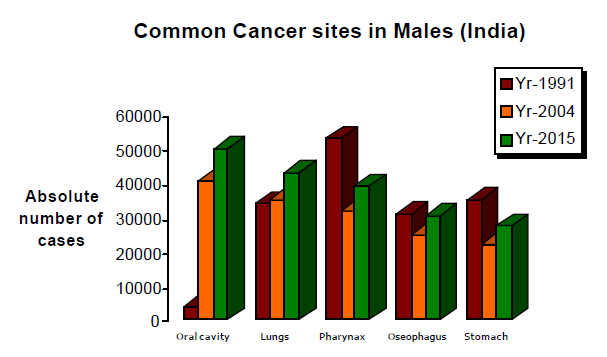 Common Cancer sites in Males (India)
Yr-1991
Yr-2004
Yr-2015
60000
50000
40000
30000
20000
10000
0
Absolute
number of
cases
Oral cavity Lungs Pharynax Oseophagus Stomach